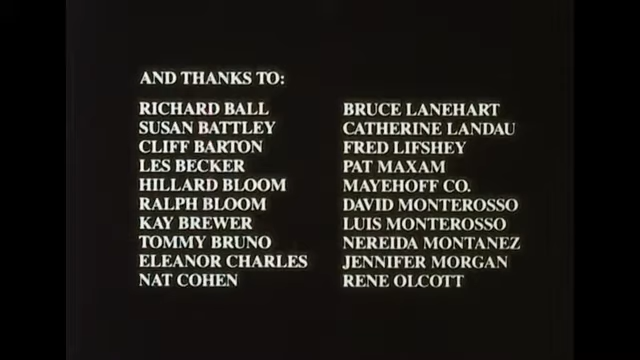 AND THANKS TO:
RICHARD BALL
SUSAN BATTLEY
CLIFF BARTON
LES BECKER
HILLARD BLOOM
RALPH BLOOM
KAY BREWER
TOMMY BRUNO
ELEANOR CHARLES
NAT COHEN
BRUCE LANEHART
CATHERINE LANDAU
FRED LIFSHEY
PAT MAXAM
MAYEHOFF CO.
DAVID MONTEROSSO
LUIS MONTEROSSO
NEREIDA MONTANEZ
JENNIFER MORGAN
RENE OLCOTT